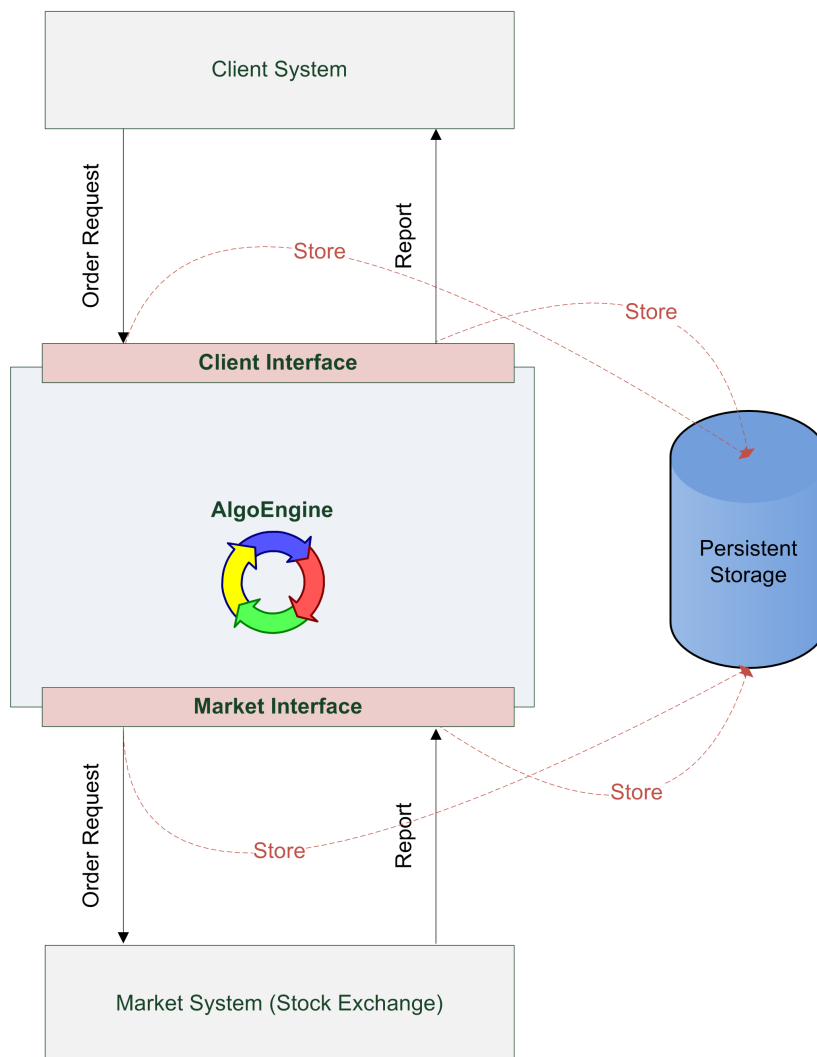 Client System
Order Request
Report
Store
Store
Client Interface
AlgoEngine
Persistent
Storage
Market Interface
Order Request
Report
Store
Store
Market System (Stock Exchange)